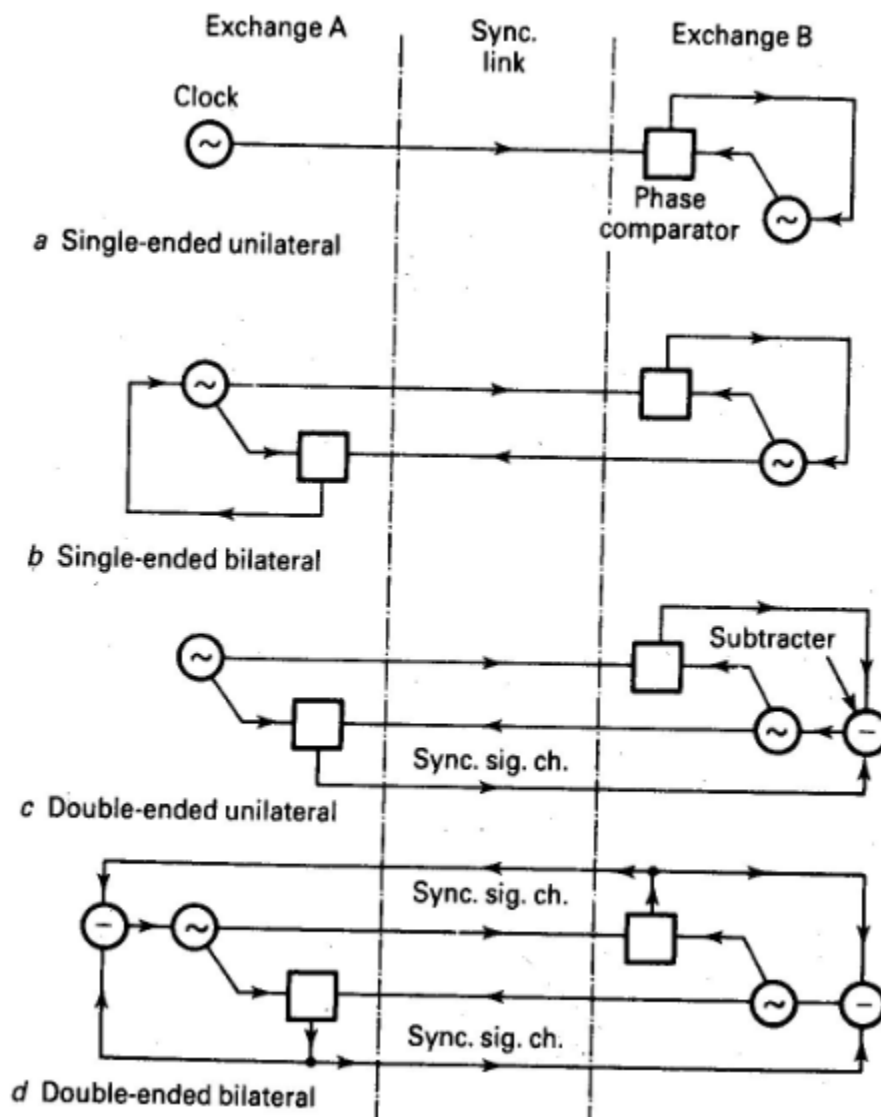 Exchange A
Sync.
link
Exchange B
Clock
~
Phase
comparator
~
a Single-ended unilateral
~
~
b Single-ended bilateral
~
Subtracter
~
−
Sync. sig. ch.
c Double-ended unilateral
Sync. sig. ch.
−
~
~
−
Sync. sig. ch.
d Double-ended bilateral